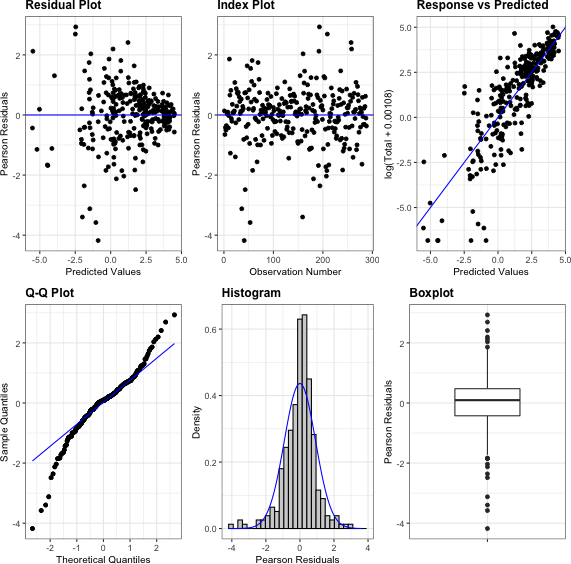 Residual Plot
Pearson Residuals
2
0
-2
-4
-5.0
-2.5
0.0
2.5
5.0
Predicted Values
Index Plot
Pearson Residuals
2
0
-2
-4
0
100
200
300
Observation Number
Response vs Predicted
log(Total + 0.00108)
5.0
2.5
0.0
-2.5
-5.0
-5.0
-2.5
0.0
2.5
5.0
Predicted Values
Q-Q Plot
Sample Quantiles
2
0
-2
-4
-2
-1
0
1
2
Theoretical Quantiles
Histogram
Density
0.6
0.4
0.2
0.0
-4
-2
0
2
4
Pearson Residuals
Boxplot
Pearson Residuals
2
0
-2
-4